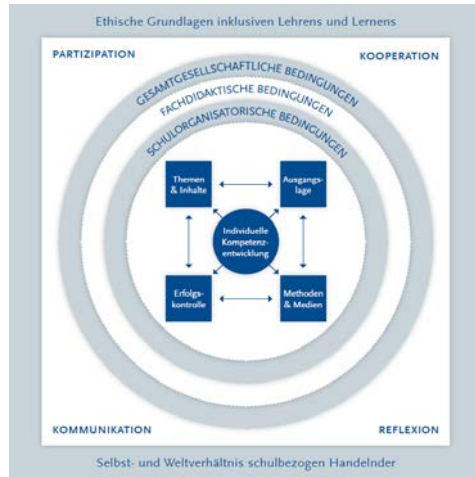 Ethische Grundlagen inklusiven Lehrens und Lernens
PARTIZIPATION
KOOPERATION
GESAMTGESELLSCHAFTLICHE BEDINGUNGEN
FACHDIDAKTISCHE BEDINGUNGEN
SCHULORGANISATORISCHE BEDINGUNGEN
Themen
& Inhalte
Ausgangs-
lage
Individuelle
Kompetenz-
entwicklung
Erfolgs-
kontrolle
Methoden
& Medien
KOMMUNIKATION
REFLEXION
Selbst- und Weltverhältnis schulbezogen Handelnder